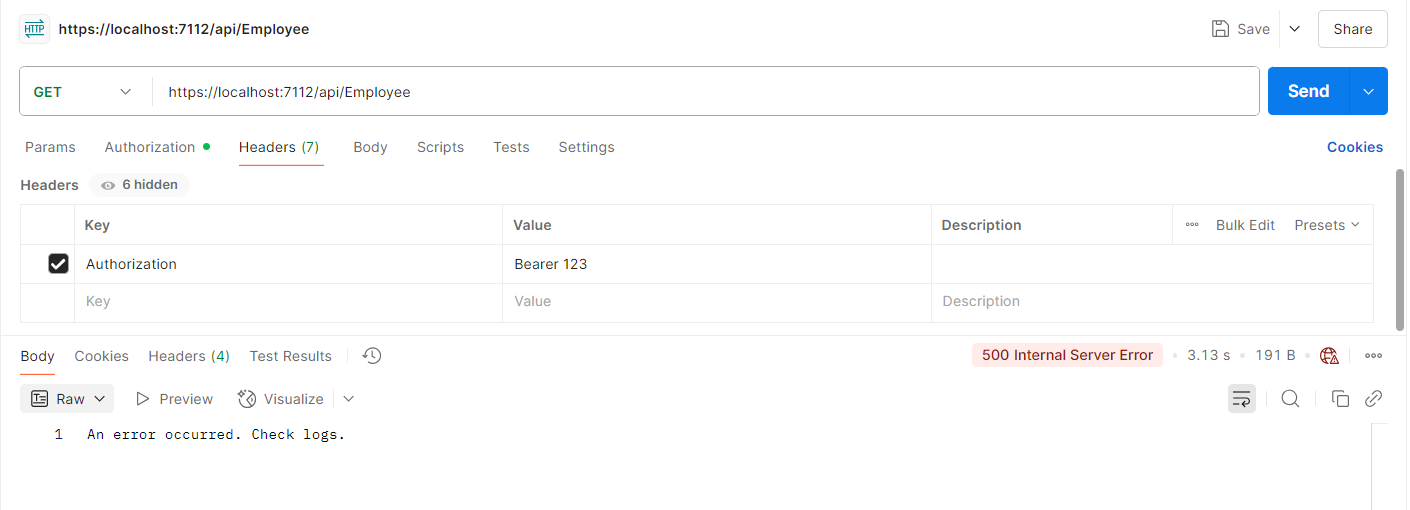 HTTP https://localhost:7112/api/Employee Save Share
GET https://localhost:7112/api/Employee Send
Params Authorization Headers (7) Body Scripts Tests Settings Cookies
Headers 6 hidden
Key Value Description Bulk Edit Presets
Authorization Bearer 123
Key Value Description
Body Cookies Headers (4) Test Results 500 Internal Server Error 3.13 s 191 B
Raw Preview Visualize
1 An error occurred. Check logs.